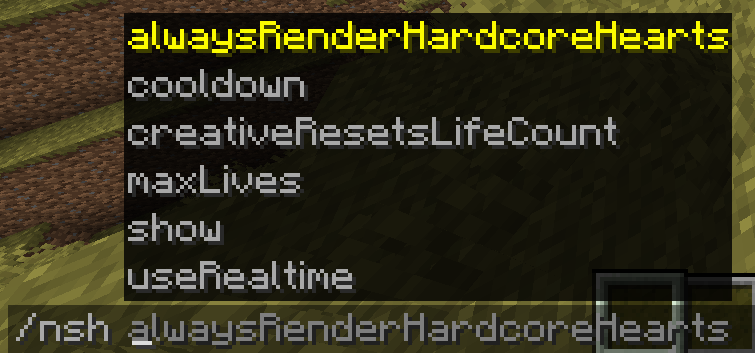 alwaysRenderHardcoreHearts
cooldown
creativeResetsLifeCount
maxLives
show
useRealtime
/nsh alwaysRenderHardcoreHearts